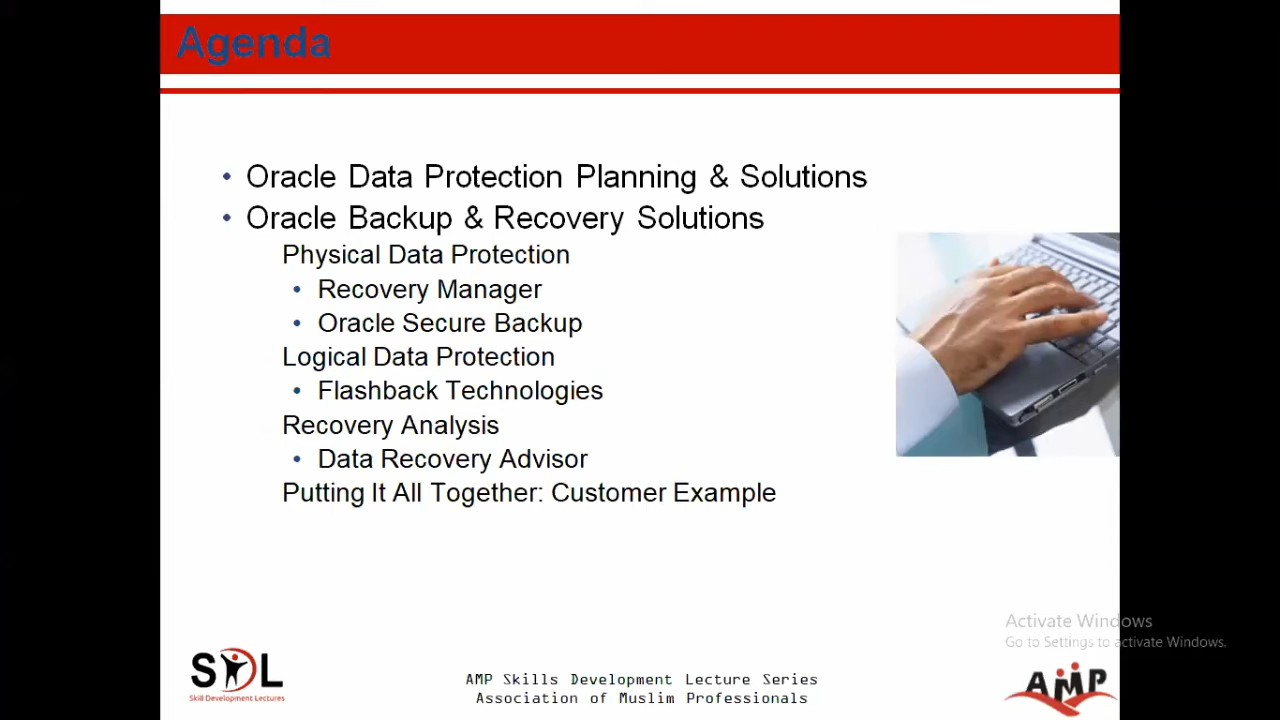 Agenda
• Oracle Data Protection Planning & Solutions
• Oracle Backup & Recovery Solutions
Physical Data Protection
• Recovery Manager
• Oracle Secure Backup
Logical Data Protection
• Flashback Technologies
Recovery Analysis
• Data Recovery Advisor
Putting It All Together: Customer Example
Activate Windows
Go to Settings to activate Windows.
SDL
Skill Development Lectures
AMP Skills Development Lecture Series
Association of Muslim Professionals
AMP